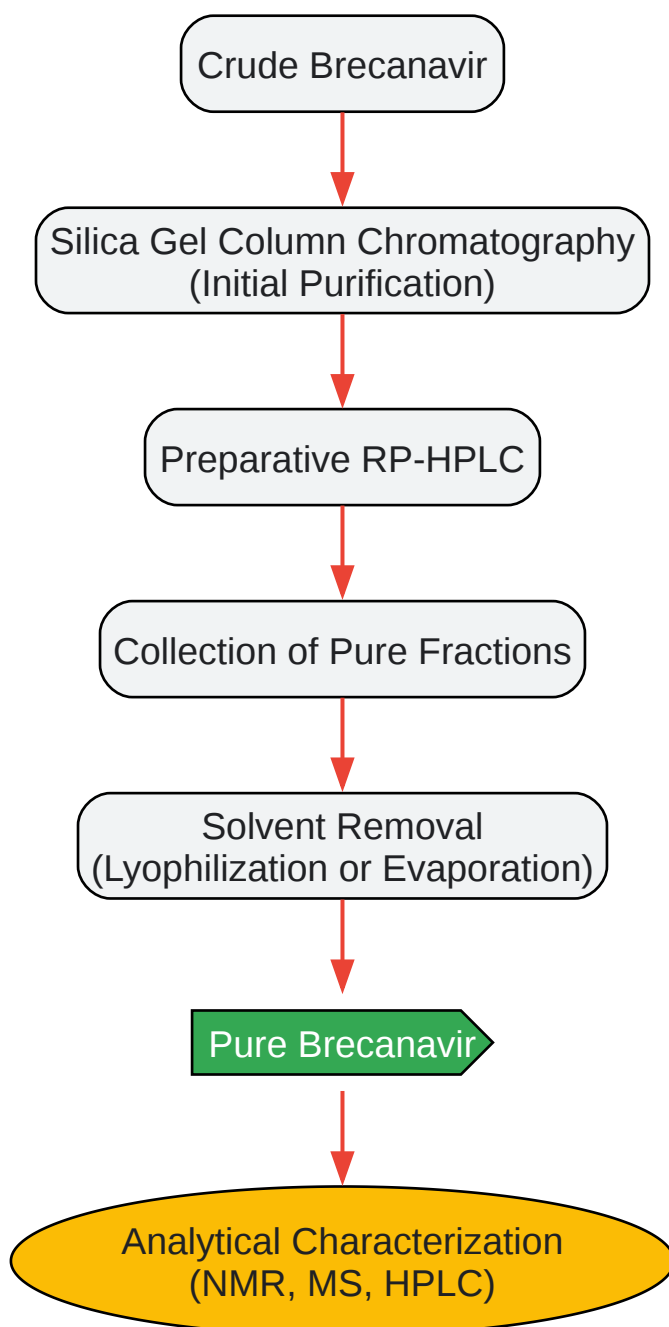 Crude Brecanavir
Silica Gel Column Chromatography
(Initial Purification)
Preparative RP-HPLC
Collection of Pure Fractions
Solvent Removal
(Lyophilization or Evaporation)
Pure Brecanavir
Analytical Characterization
(NMR, MS, HPLC)